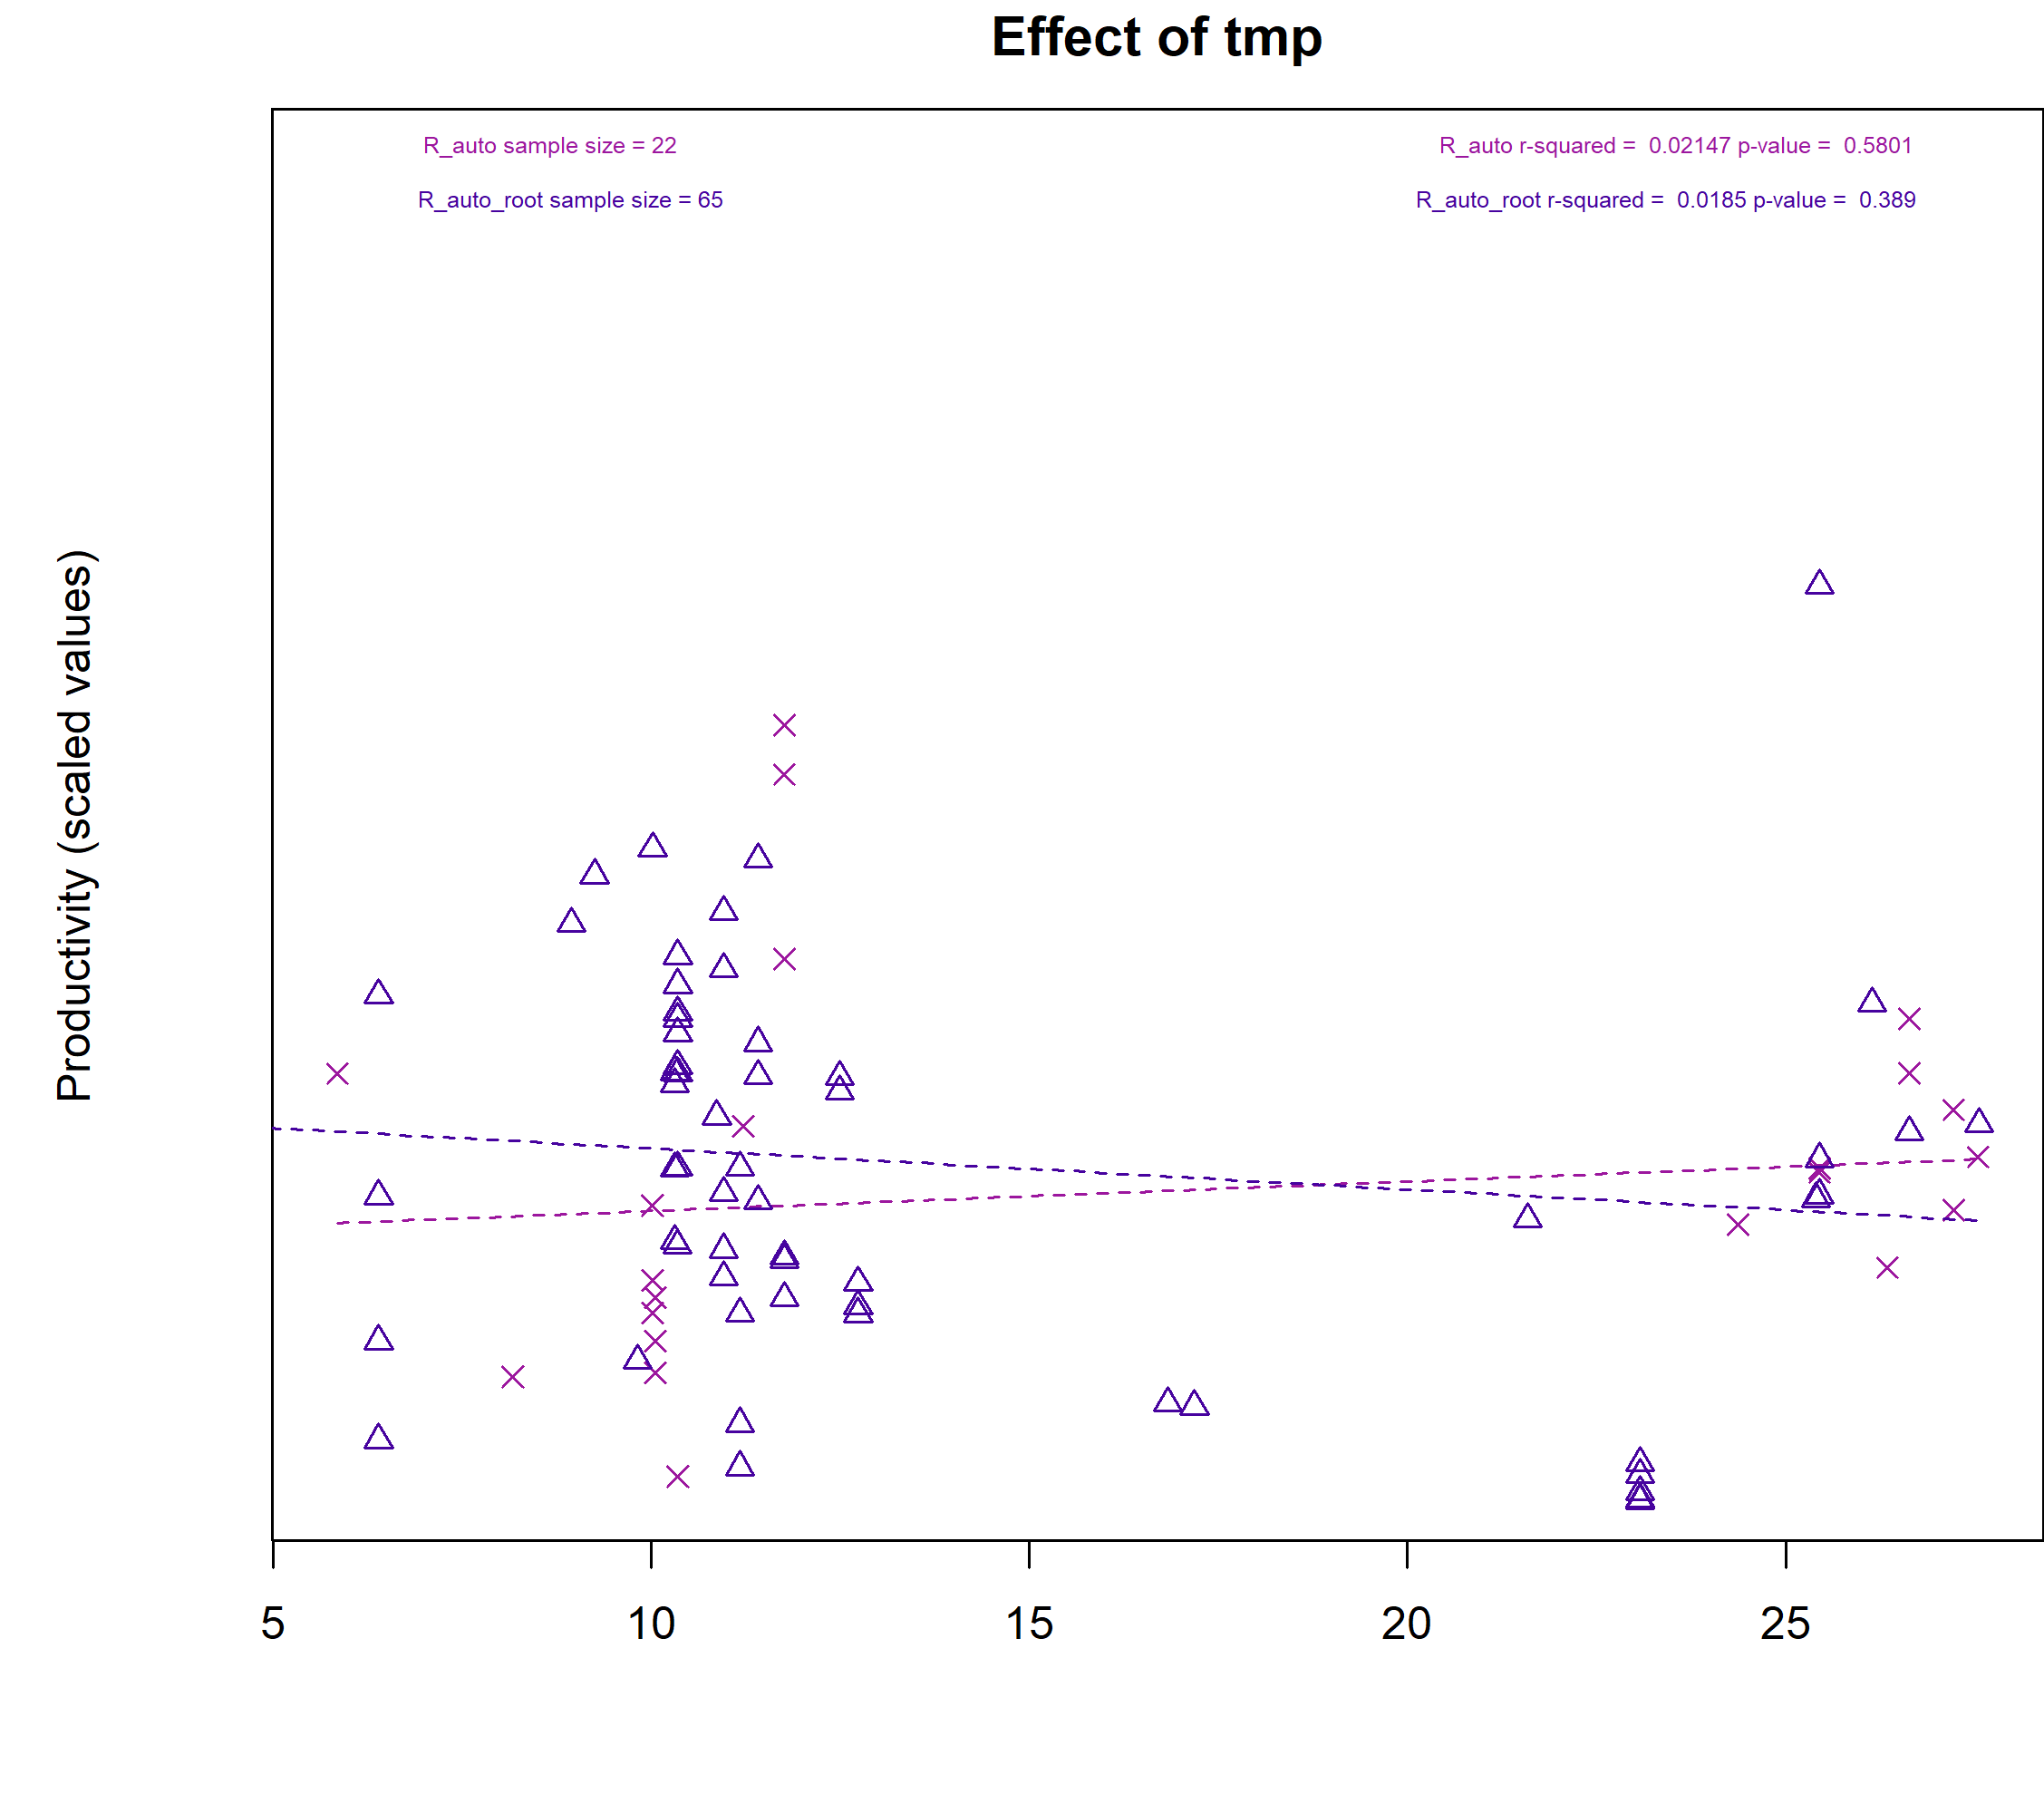 Effect of tmp
R_auto sample size = 22
R_auto r-squared =  0.02147 p-value =  0.5801
R_auto_root sample size = 65
R_auto_root r-squared =  0.0185 p-value =  0.389
Productivity (scaled values)
5 10 15 20 25